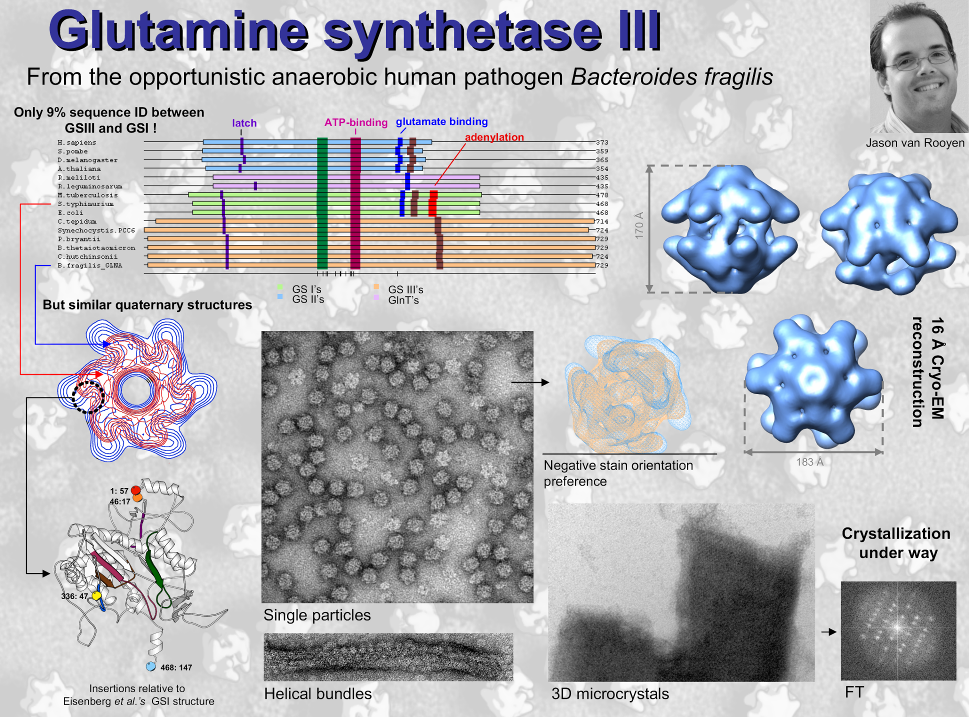 Glutamine synthetase III
From the opportunistic anaerobic human pathogen Bacteroides fragilis
Jason van Rooyen
Only 9% sequence ID between
GSIII and GSI !
latch
ATP-binding
glutamate binding
adenylation
H.sapiens 373
S.pombe 359
D.melanogaster 365
A.thaliana 354
R.meliloti 435
R.leguminosarum 435
M.tuberculosis 478
S.typhimurium 468
E.coli 468
C.tepidum 714
Synechocystis.PCC6 724
P.bryantii 729
B.thetaiotaomicron 729
C.hutchinsonii 724
B.fragilis_GLNA 729
GS I's
GS II's
GS III's
GlnT's
170 Å
But similar quaternary structures
16 Å Cryo-EM
reconstruction
183 Å
Negative stain orientation
preference
1: 57
46:17
336: 47
468: 147
Insertions relative to
Eisenberg et al.'s GSI structure
Single particles
Helical bundles
3D microcrystals
Crystallization
under way
FT